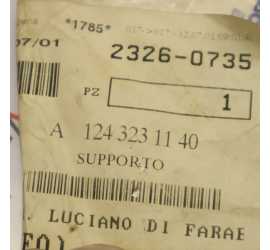 *1785*
07/01
2326-0735
PZ 1
A 124 323 11 40
SUPPORTO
. LUCIANO DI FARAE